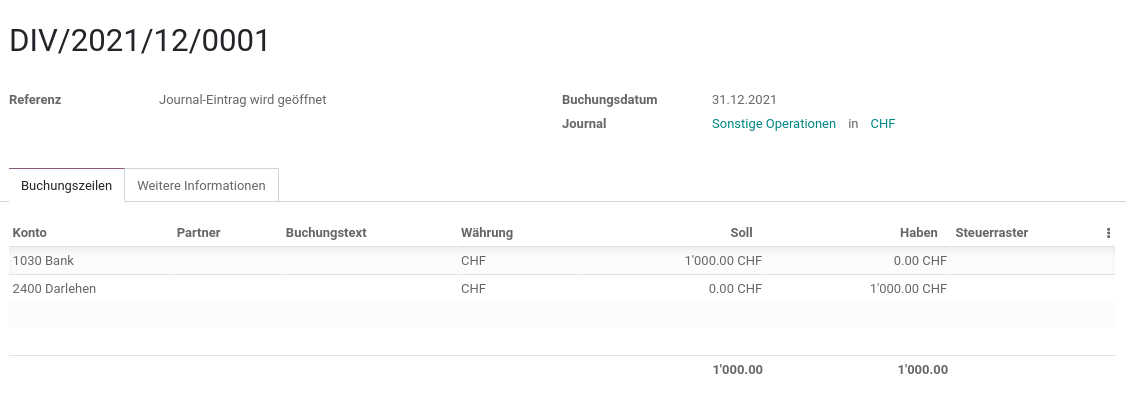 DIV/2021/12/0001
Referenz Journal-Eintrag wird geöffnet Buchungsdatum 31.12.2021
Journal Sonstige Operationen in CHF
Buchungszeilen Weitere Informationen
Konto Partner Buchungstext Währung Soll Haben Steuerraster
1030 Bank CHF 1'000.00 CHF 0.00 CHF
2400 Darlehen CHF 0.00 CHF 1'000.00 CHF
1'000.00 1'000.00